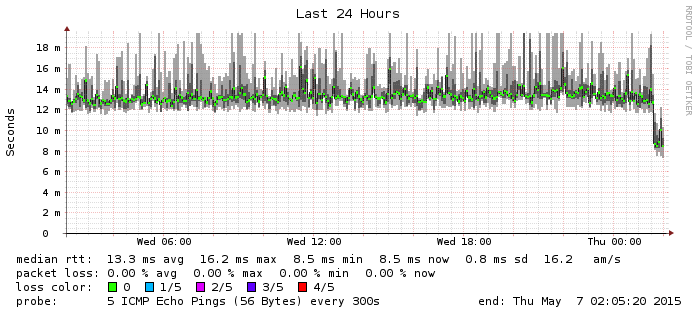 Last 24 Hours
RRDTOOL / TOBI OETIKER
Seconds
18 m
16 m
14 m
12 m
10 m
8 m
6 m
4 m
2 m
0
Wed 06:00 Wed 12:00 Wed 18:00 Thu 00:00
median rtt: 13.3 ms avg 16.2 ms max 8.5 ms min 8.5 ms now 0.8 ms sd 16.2 am/s
packet loss: 0.00 % avg 0.00 % max 0.00 % min 0.00 % now
loss color: 0 1/5 2/5 3/5 4/5
probe: 5 ICMP Echo Pings (56 Bytes) every 300s end: Thu May 7 02:05:20 2015